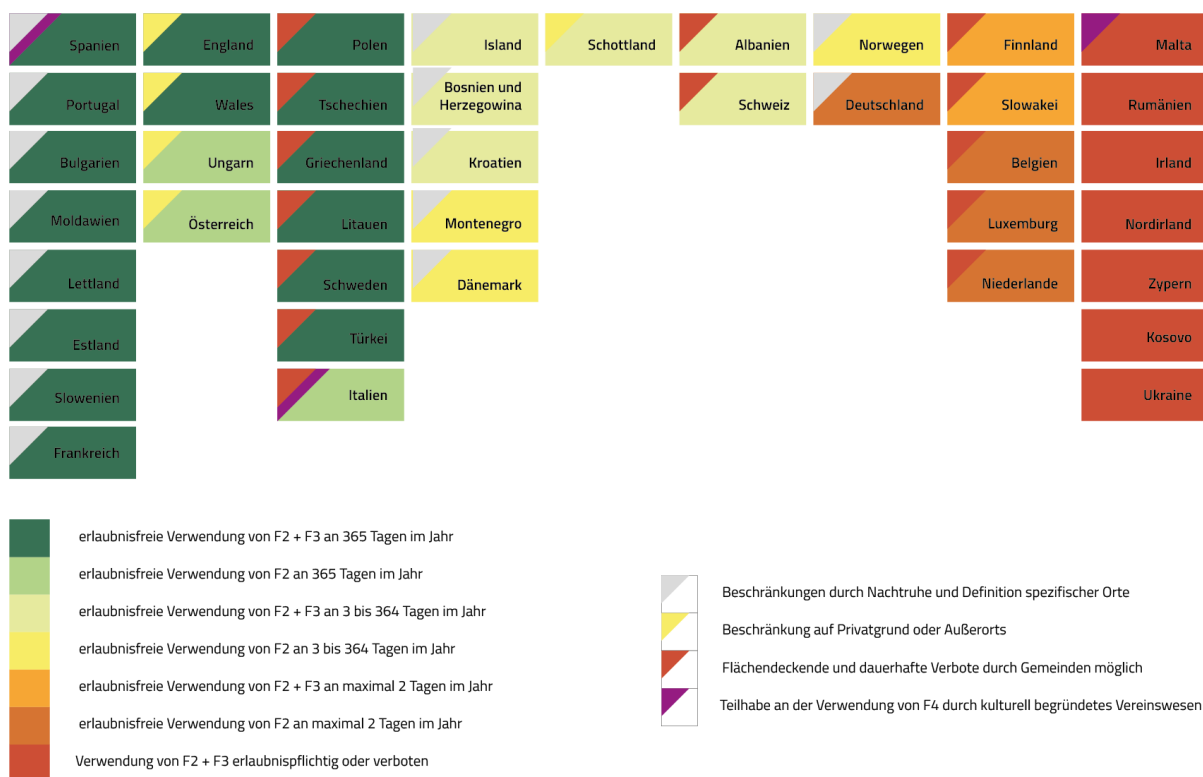 Spanien
England
Polen
Island
Schottland
Albanien
Norwegen
Finnland
Malta
Portugal
Wales
Tschechien
Bosnien und
Herzegowina
Schweiz
Deutschland
Slowakei
Rumänien
Bulgarien
Ungarn
Griechenland
Kroatien
Belgien
Irland
Moldawien
Österreich
Litauen
Montenegro
Luxemburg
Nordirland
Lettland
Schweden
Dänemark
Niederlande
Zypern
Estland
Türkei
Kosovo
Slowenien
Italien
Ukraine
Frankreich
erlaubnisfreie Verwendung von F2 + F3 an 365 Tagen im Jahr
erlaubnisfreie Verwendung von F2 an 365 Tagen im Jahr
erlaubnisfreie Verwendung von F2 + F3 an 3 bis 364 Tagen im Jahr
erlaubnisfreie Verwendung von F2 an 3 bis 364 Tagen im Jahr
erlaubnisfreie Verwendung von F2 + F3 an maximal 2 Tagen im Jahr
erlaubnisfreie Verwendung von F2 an maximal 2 Tagen im Jahr
Verwendung von F2 + F3 erlaubnispflichtig oder verboten
Beschränkungen durch Nachtruhe und Definition spezifischer Orte
Beschränkung auf Privatgrund oder Außerorts
Flächendeckende und dauerhafte Verbote durch Gemeinden möglich
Teilhabe an der Verwendung von F4 durch kulturell begründetes Vereinswesen